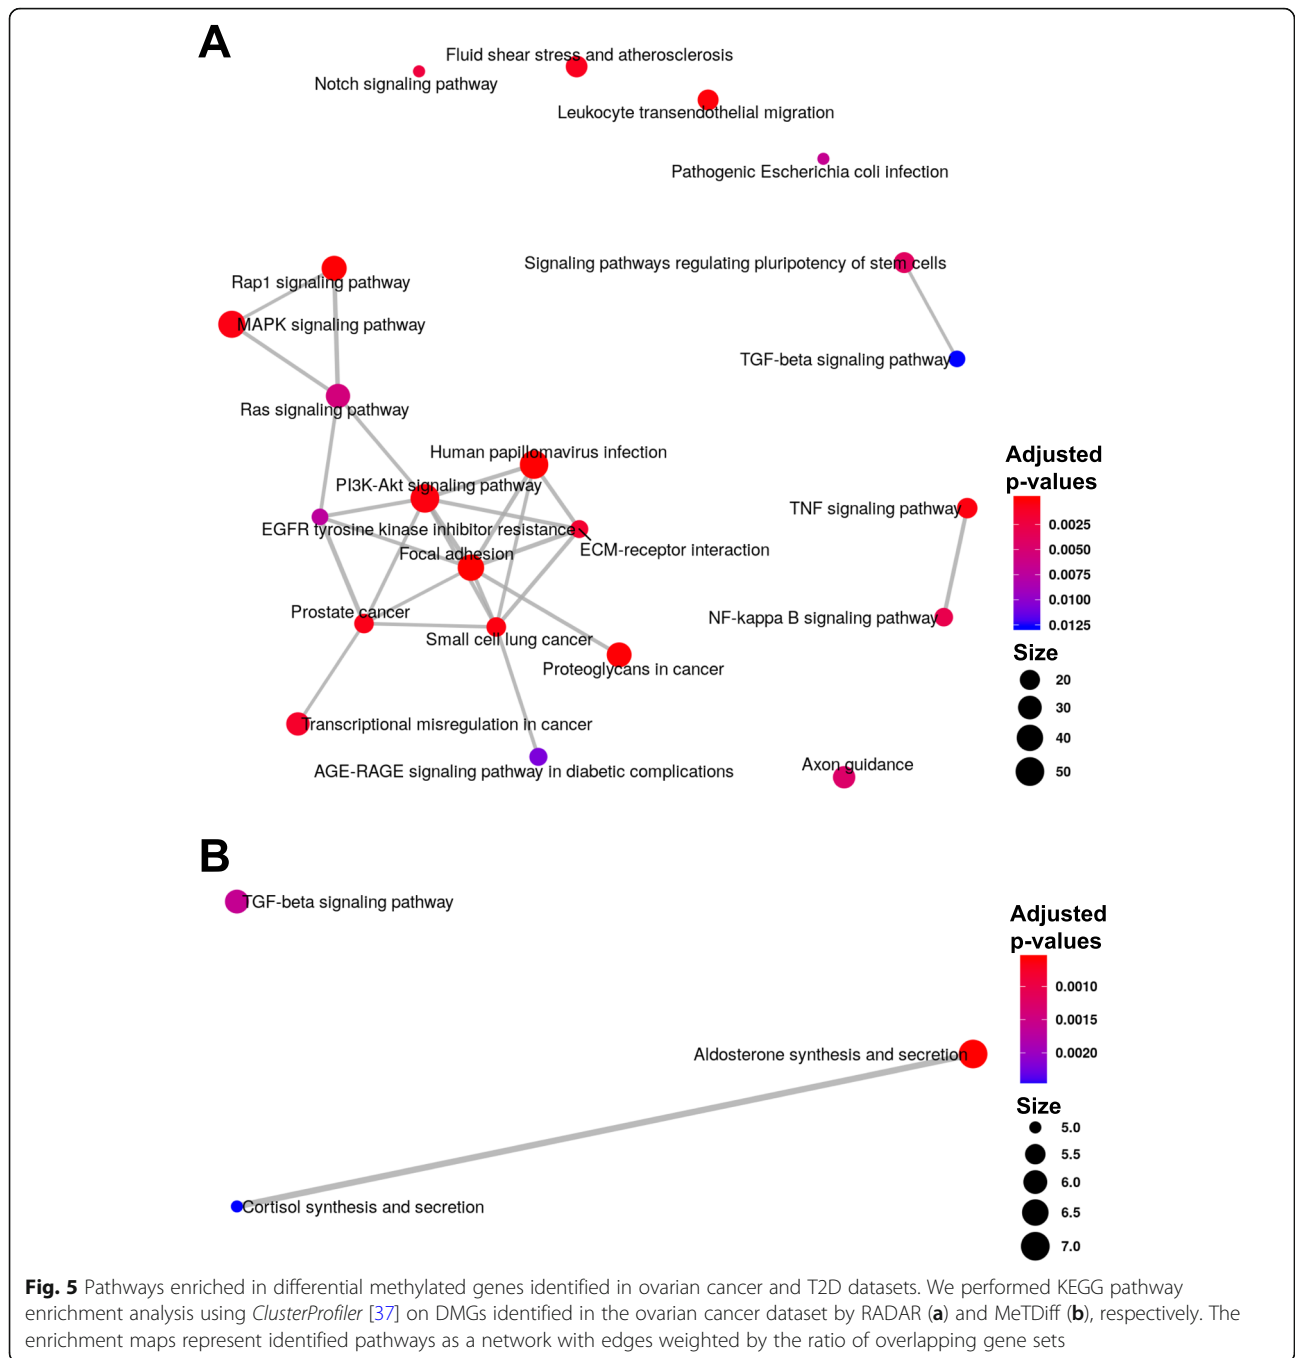 A
Fluid shear stress and atherosclerosis
Notch signaling pathway
Leukocyte transendothelial migration
Pathogenic Escherichia coli infection
Signaling pathways regulating pluripotency of stem cells
Rap1 signaling pathway
MAPK signaling pathway
TGF-beta signaling pathway
Ras signaling pathway
Human papillomavirus infection
PI3K-Akt signaling pathway
EGFR tyrosine kinase inhibitor resistance
ECM-receptor interaction
Focal adhesion
Prostate cancer
Small cell lung cancer
Proteoglycans in cancer
Transcriptional misregulation in cancer
AGE-RAGE signaling pathway in diabetic complications
TNF signaling pathway
NF-kappa B signaling pathway
Axon guidance
Adjusted
p-values
0.0025
0.0050
0.0075
0.0100
0.0125
Size
20
30
40
50
B
TGF-beta signaling pathway
Aldosterone synthesis and secretion
Cortisol synthesis and secretion
Adjusted
p-values
0.0010
0.0015
0.0020
Size
5.0
5.5
6.0
6.5
7.0
Fig. 5 Pathways enriched in differential methylated genes identified in ovarian cancer and T2D datasets. We performed KEGG pathway
enrichment analysis using ClusterProfiler [37] on DMGs identified in the ovarian cancer dataset by RADAR (a) and MeTDiff (b), respectively. The
enrichment maps represent identified pathways as a network with edges weighted by the ratio of overlapping gene sets